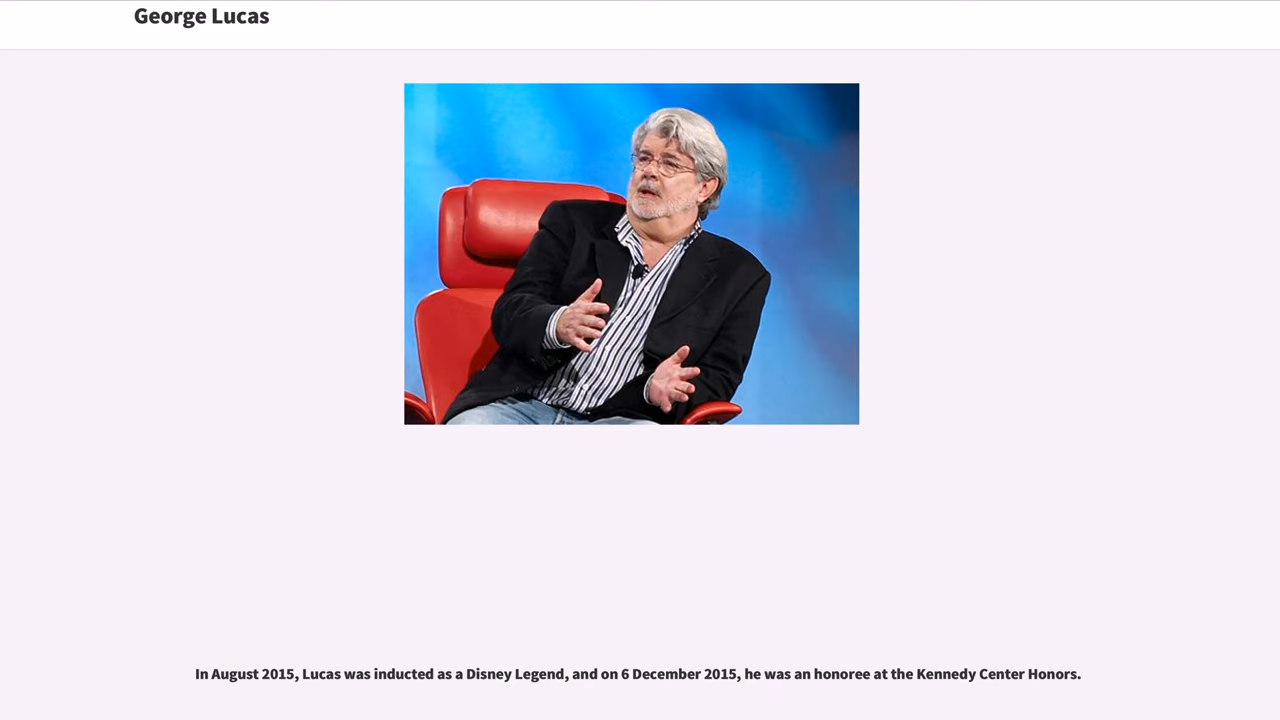 George Lucas
In August 2015, Lucas was inducted as a Disney Legend, and on 6 December 2015, he was an honoree at the Kennedy Center Honors.